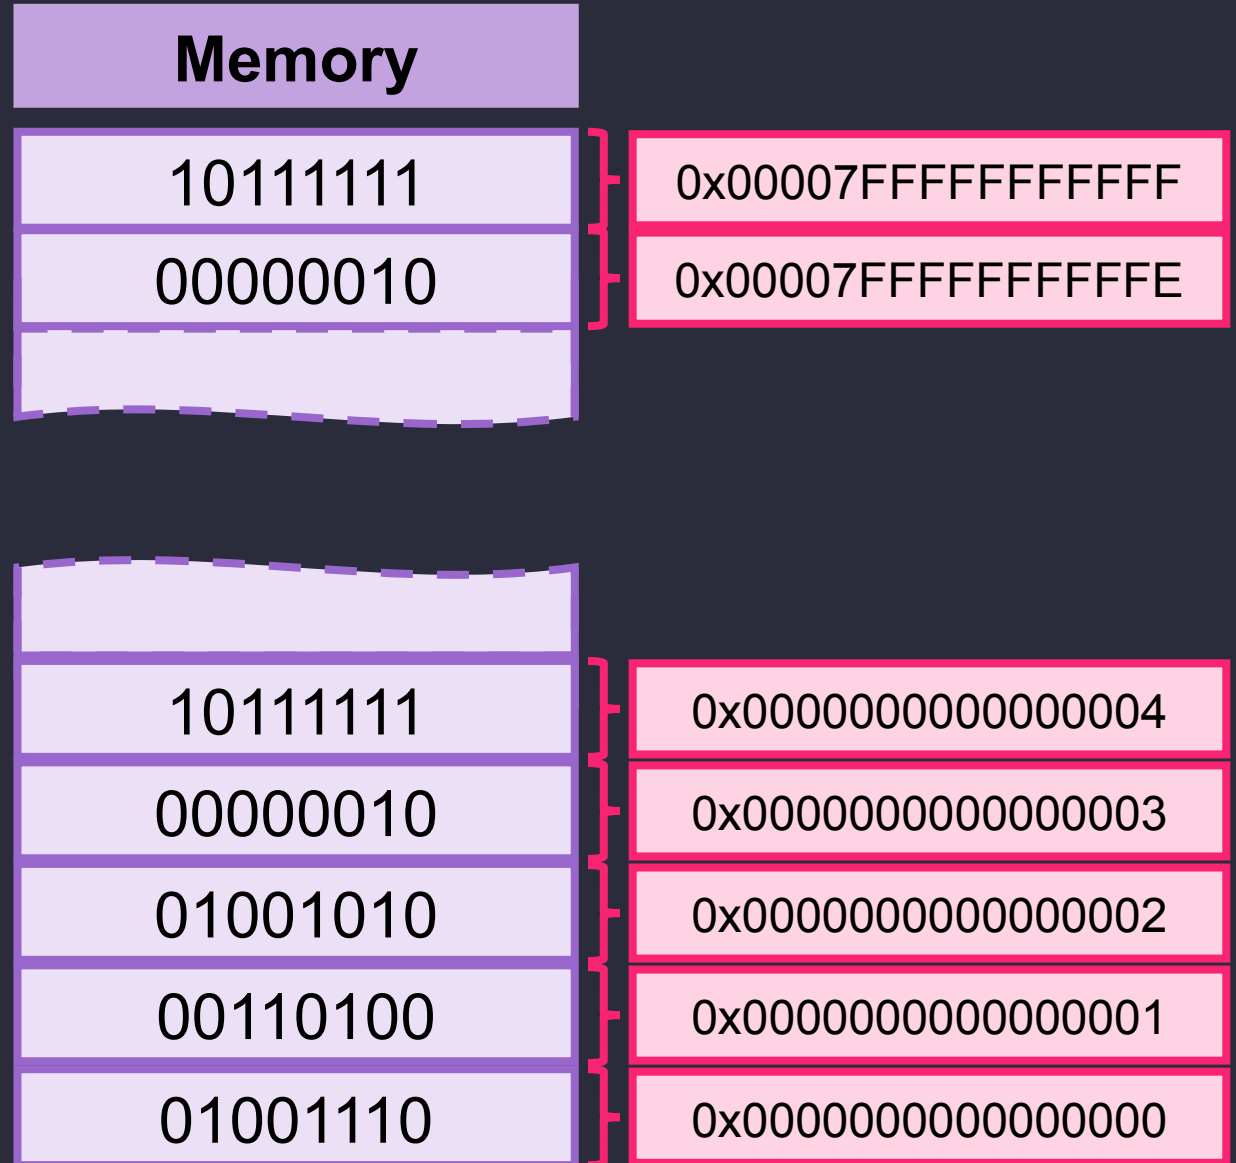 Memory
10111111 0x00007FFFFFFFFFFF
00000010 0x00007FFFFFFFFFFE
10111111 0x0000000000000004
00000010 0x0000000000000003
01001010 0x0000000000000002
00110100 0x0000000000000001
01001110 0x0000000000000000